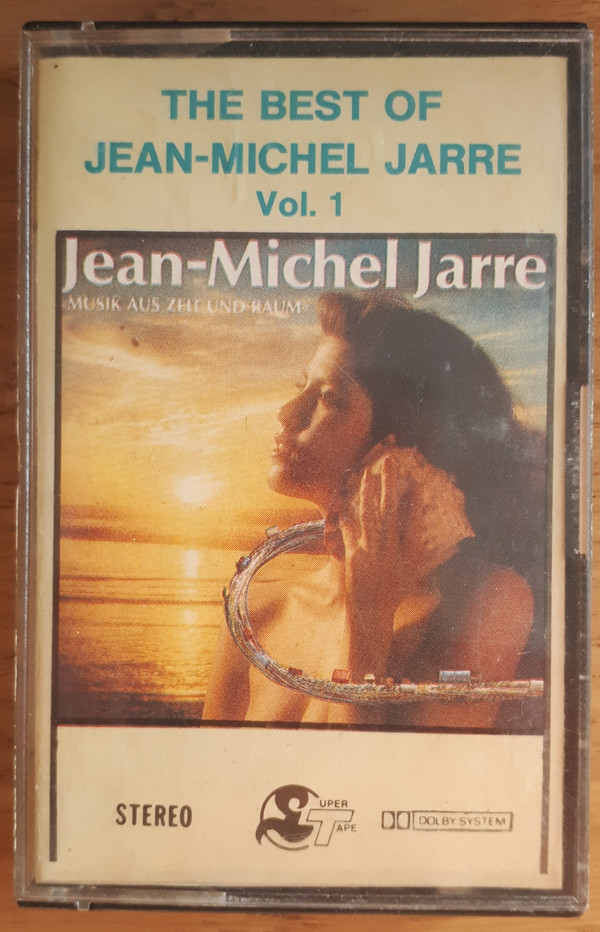 THE BEST OF
JEAN-MICHEL JARRE
Vol. 1
Jean-Michel Jarre
»MUSIK AUS ZEIT UND RAUM«
STEREO
SUPER
TAPE
DOLBY SYSTEM